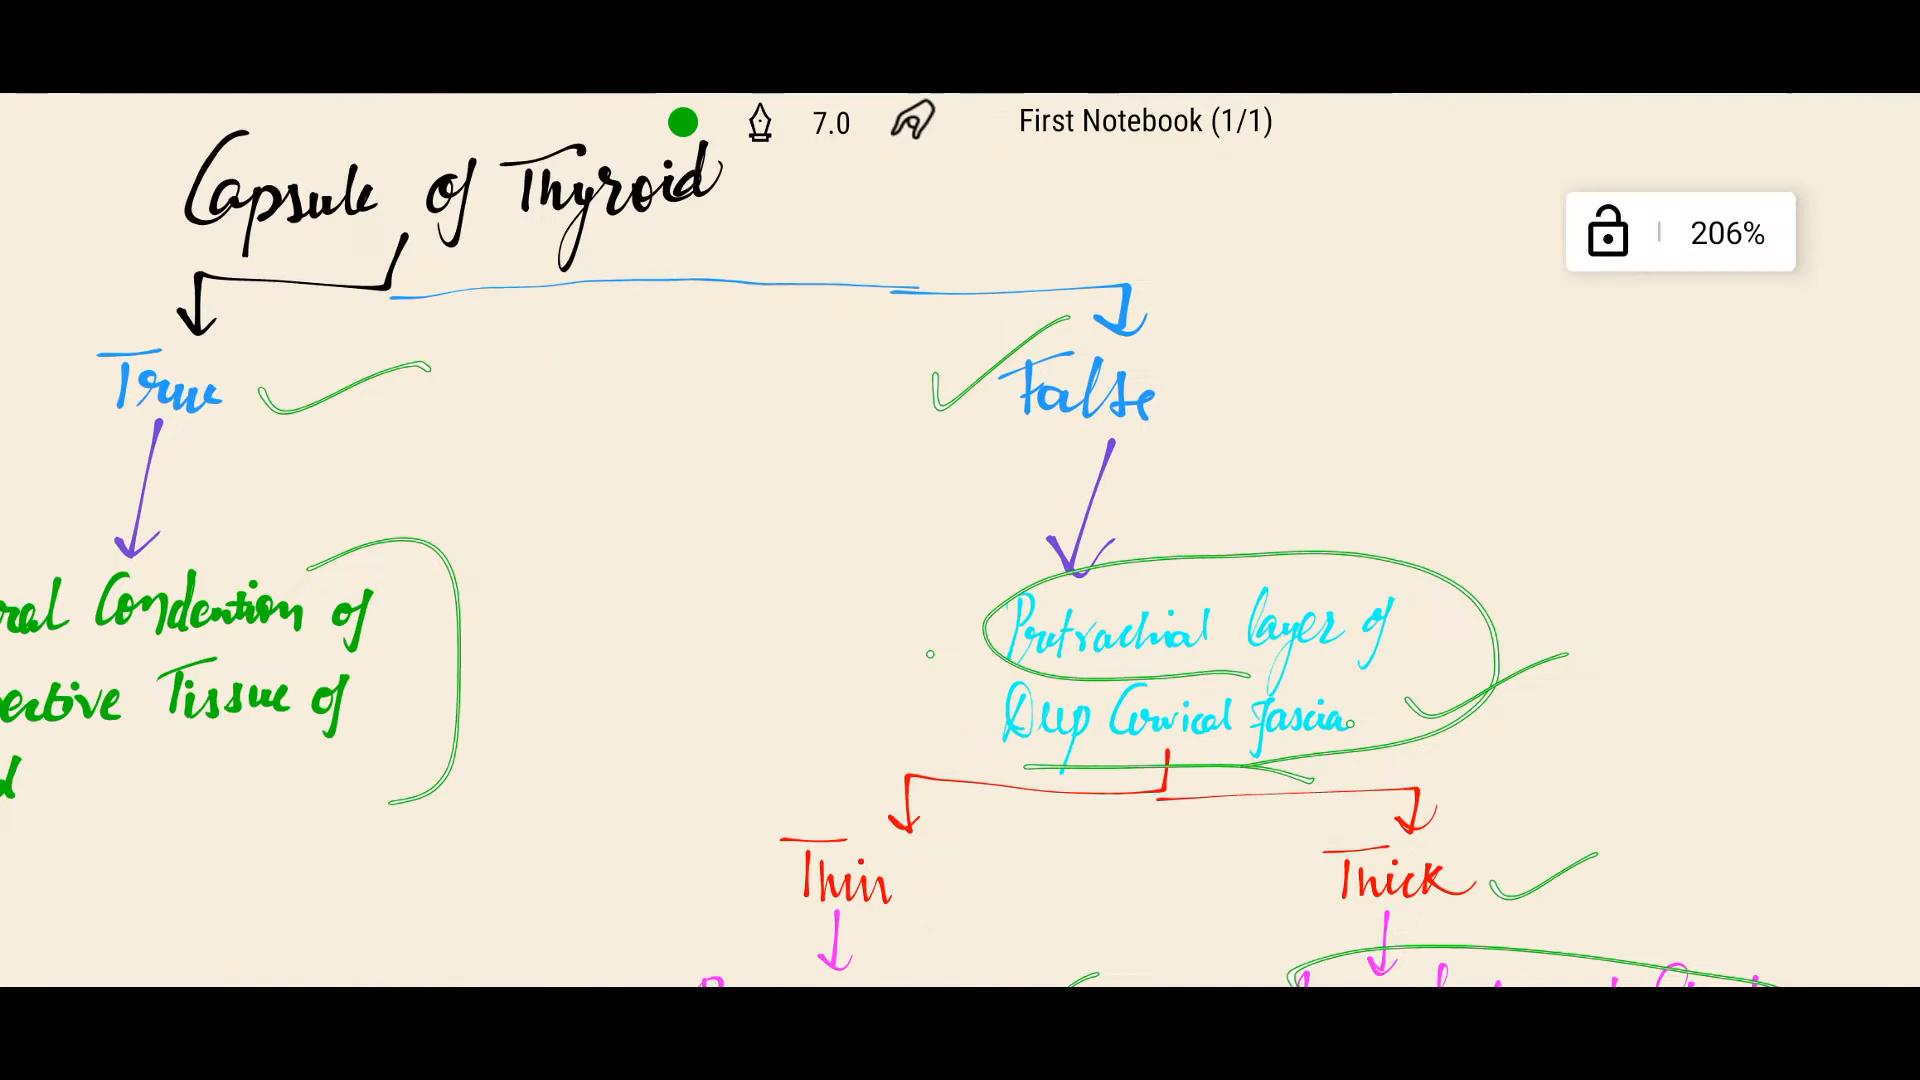 First Notebook (1/1)
7.0
Capsule of Thyroid
206%
True
False
Condention of
Pretrachial layer of
Tissue of
Deep Cervical fascia
Thin
Thick